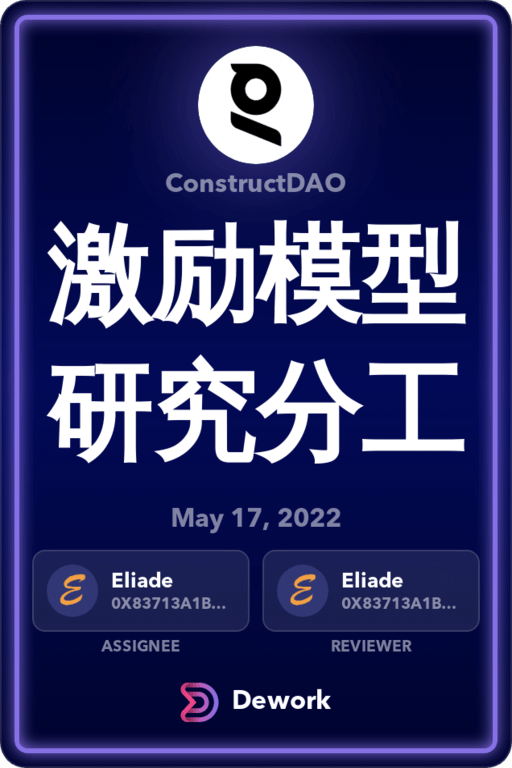 ConstructDAO
激励模型
研究分工
May 17, 2022
Eliade
0X83713A1B...
ASSIGNEE
Eliade
0X83713A1B...
REVIEWER
Dework